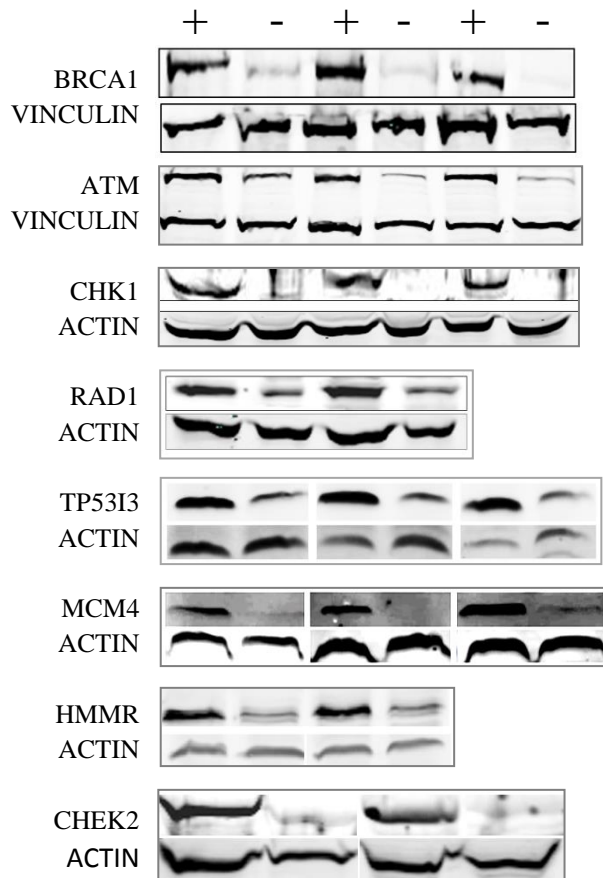 + - + - + -
BRCA1
VINCULIN
ATM
VINCULIN
CHK1
ACTIN
RAD1
ACTIN
TP53I3
ACTIN
MCM4
ACTIN
HMMR
ACTIN
CHEK2
ACTIN